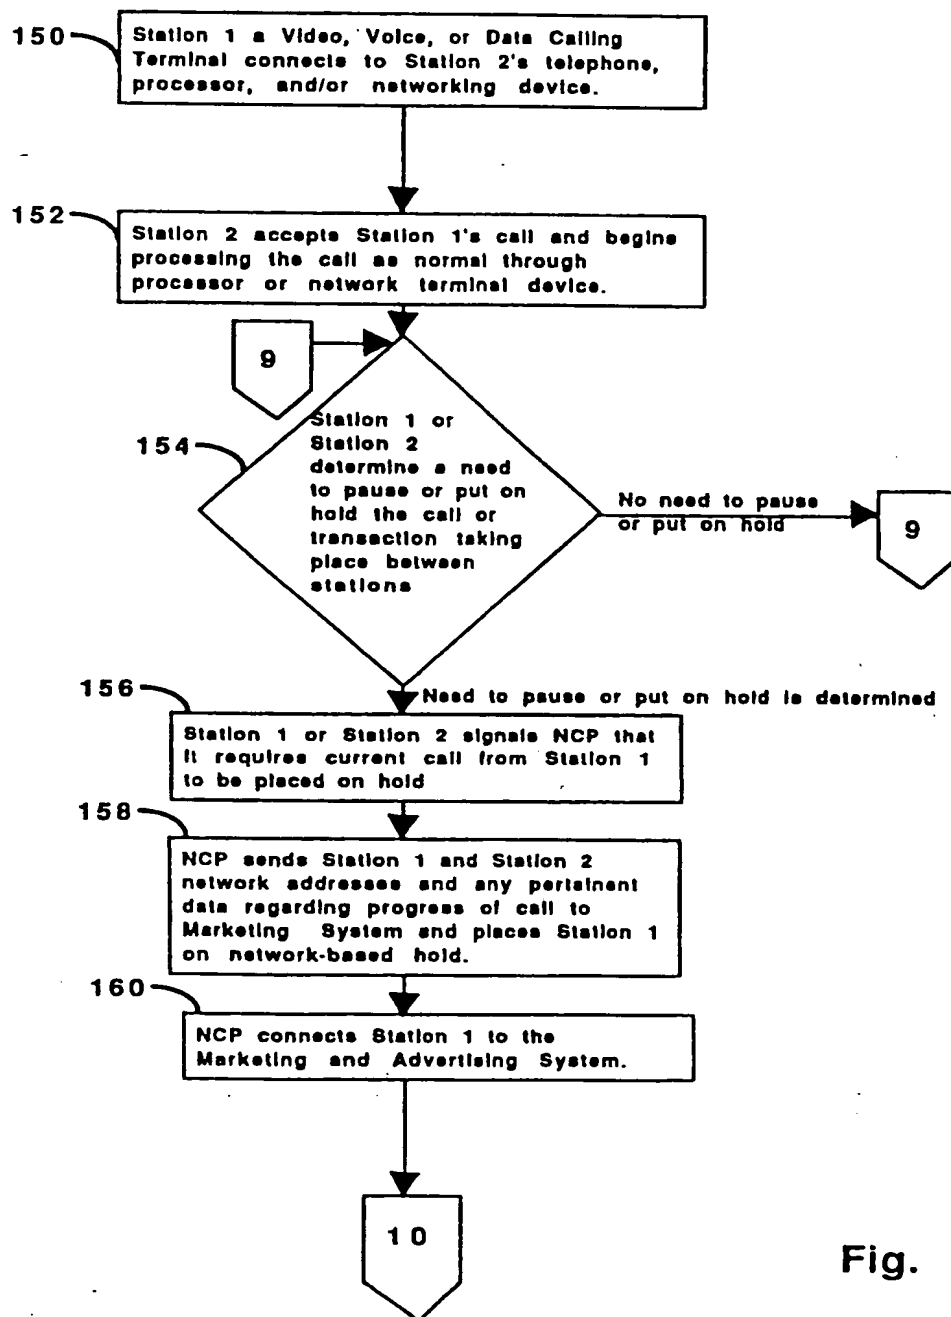 150
Station 1 a Video, Voice, or Data Calling
Terminal connects to Station 2's telephone,
processor, and/or networking device.
152
Station 2 accepts Station 1's call and begins
processing the call as normal through
processor or network terminal device.
9
154
Station 1 or
Station 2
determine a need
to pause or put on
hold the call or
transaction taking
place between
stations
No need to pause
or put on hold
9
Need to pause or put on hold is determined
156
Station 1 or Station 2 signals NCP that
it requires current call from Station 1
to be placed on hold
158
NCP sends Station 1 and Station 2
network addresses and any pertainent
data regarding progress of call to
Marketing System and places Station 1
on network-based hold.
160
NCP connects Station 1 to the
Marketing and Advertising System.
10
Fig.